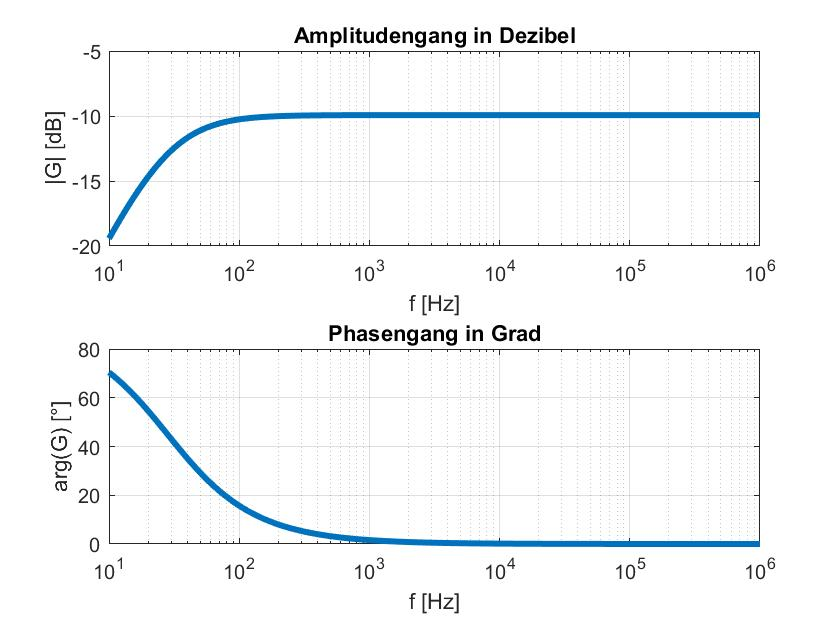 Amplitudengang in Dezibel
|G| [dB]
-5
-10
-15
-20
10^1 10^2 10^3 10^4 10^5 10^6
f [Hz]
Phasengang in Grad
arg(G) [°]
80
60
40
20
0
10^1 10^2 10^3 10^4 10^5 10^6
f [Hz]